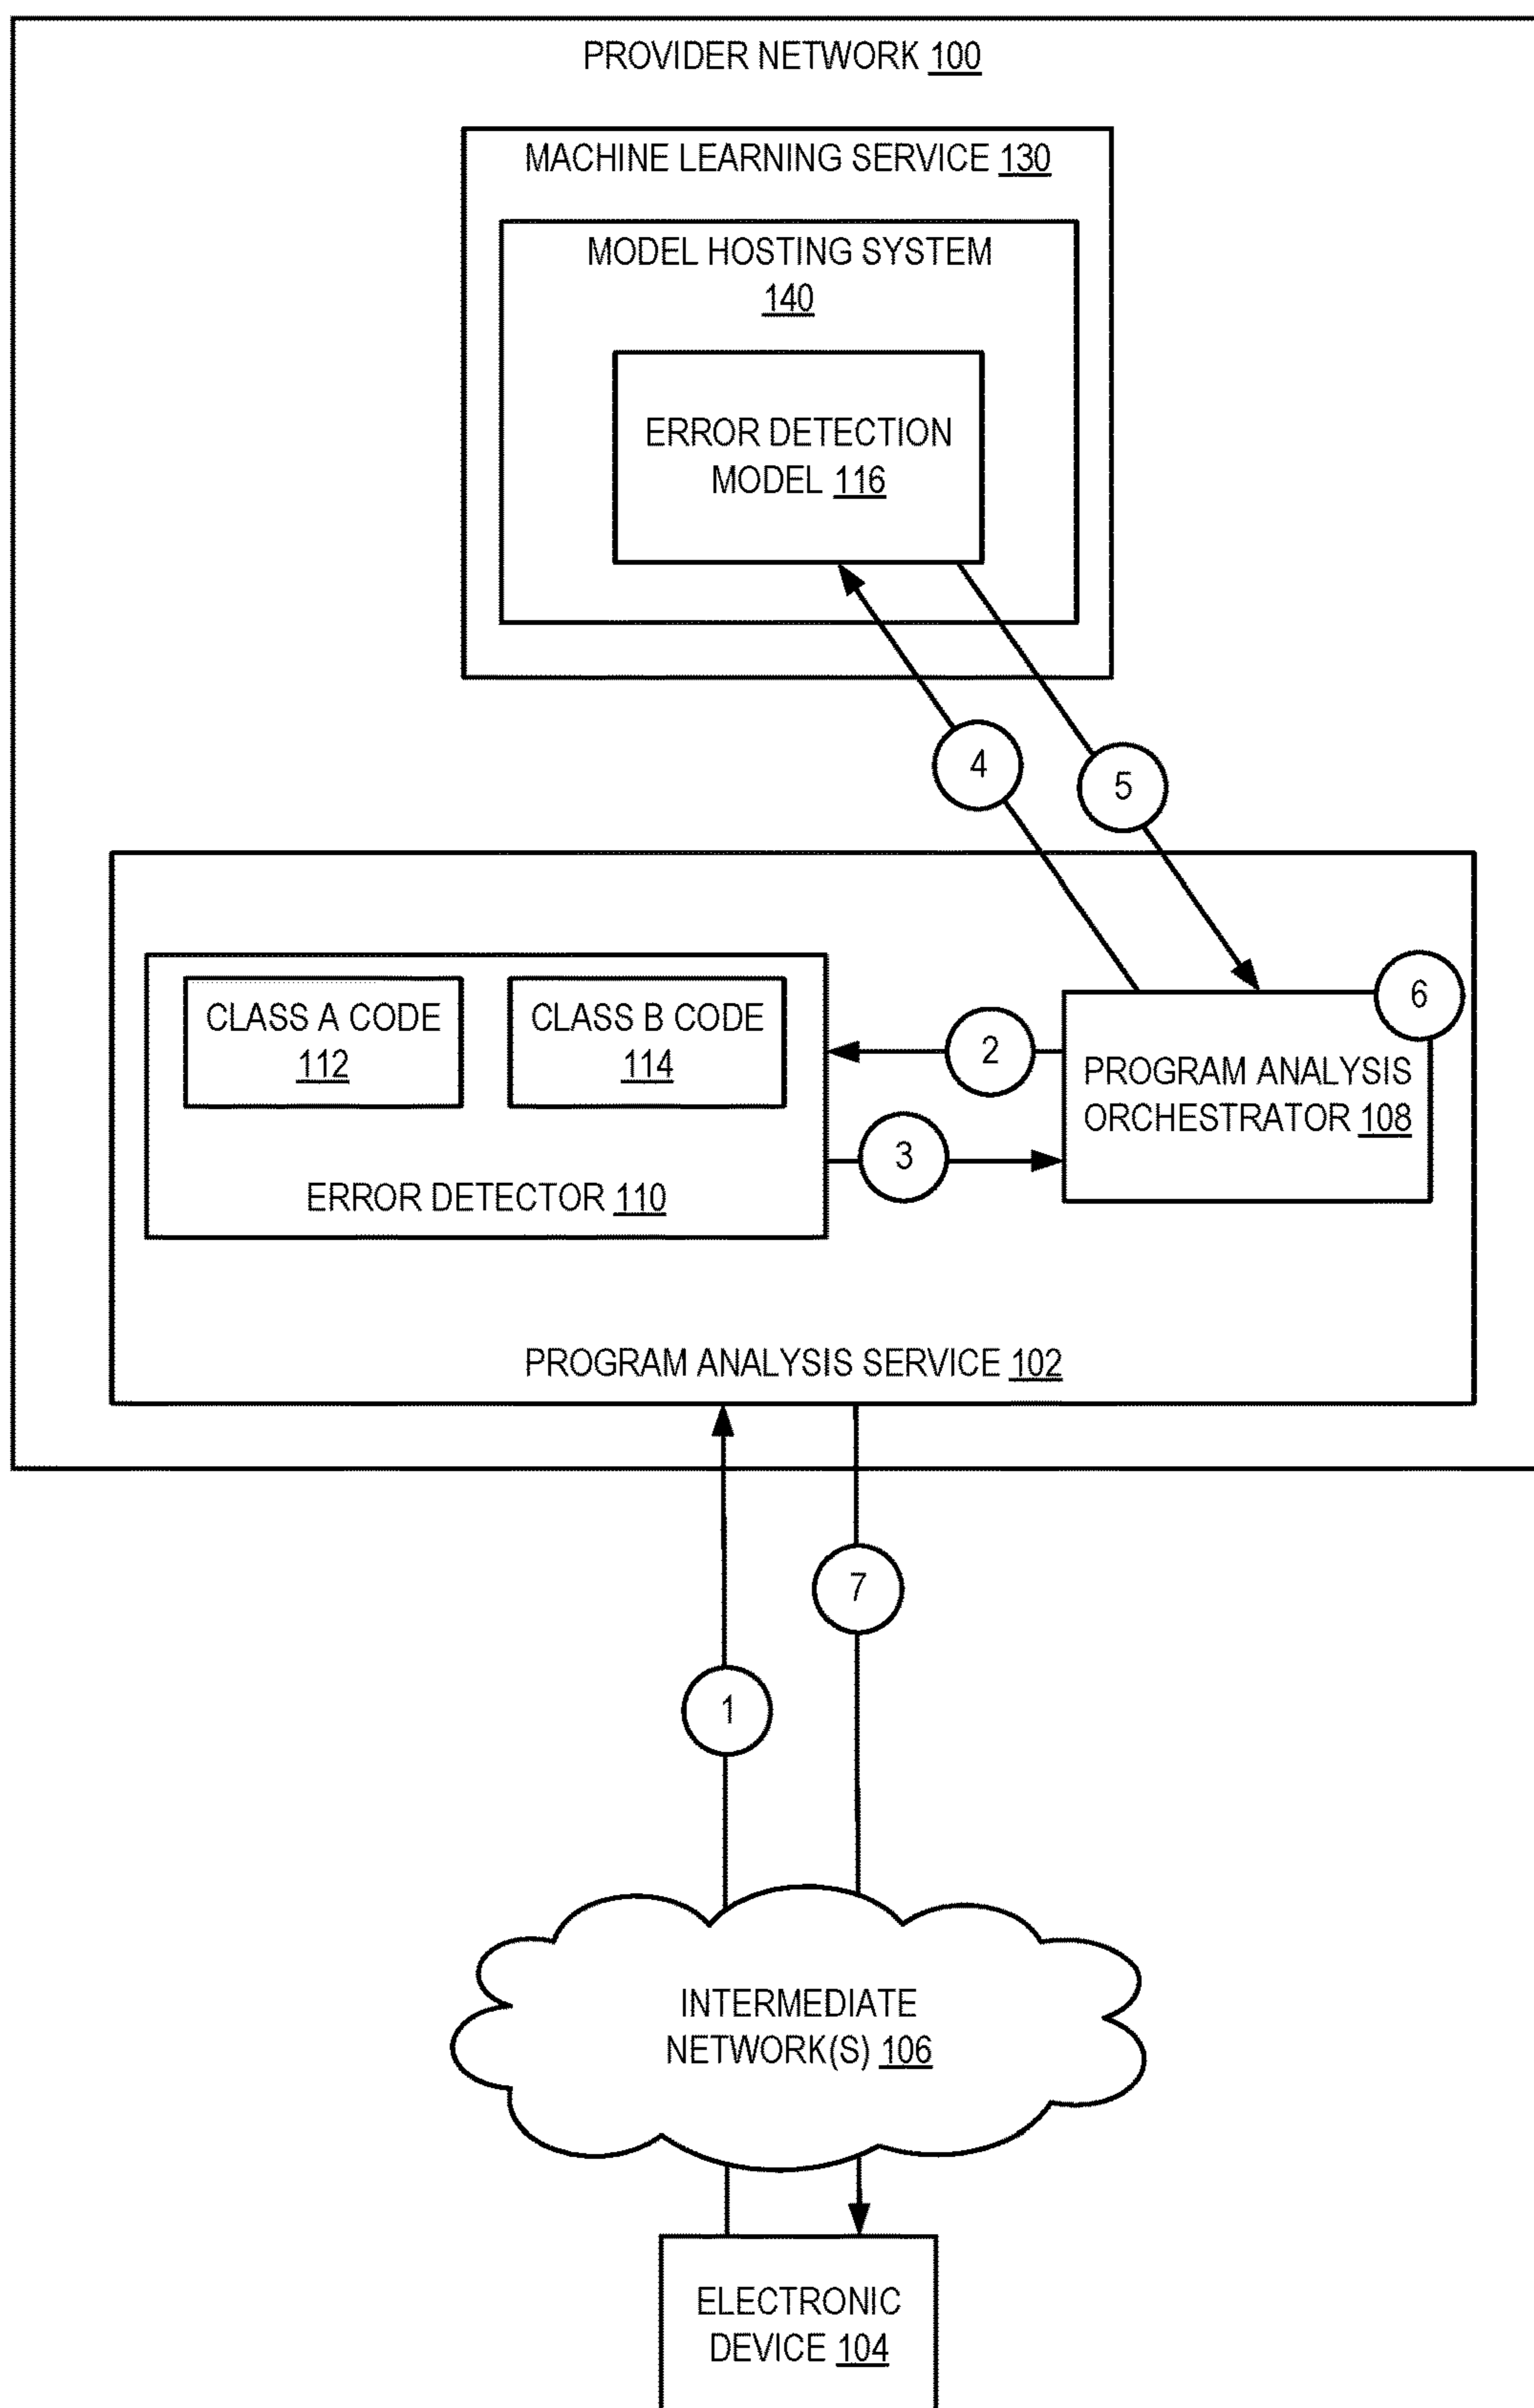 PROVIDER NETWORK 100
MACHINE LEARNING SERVICE 130
MODEL HOSTING SYSTEM
140
ERROR DETECTION
MODEL 116
4
5
6
CLASS A CODE
112
CLASS B CODE
114
2
PROGRAM ANALYSIS
ORCHESTRATOR 108
3
ERROR DETECTOR 110
PROGRAM ANALYSIS SERVICE 102
7
1
INTERMEDIATE
NETWORK(S) 106
ELECTRONIC
DEVICE 104